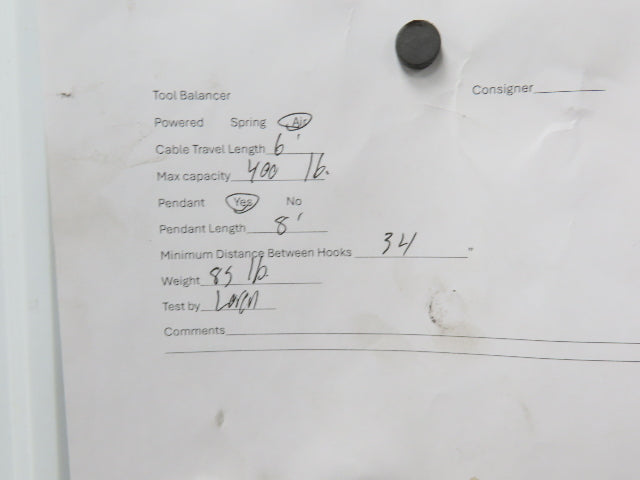 Tool Balancer
Consigner
Powered Spring Air
Cable Travel Length 6'
Max capacity 400 lb.
Pendant Yes No
Pendant Length 8'
Minimum Distance Between Hooks 34"
Weight 85 lb.
Test by Loren
Comments